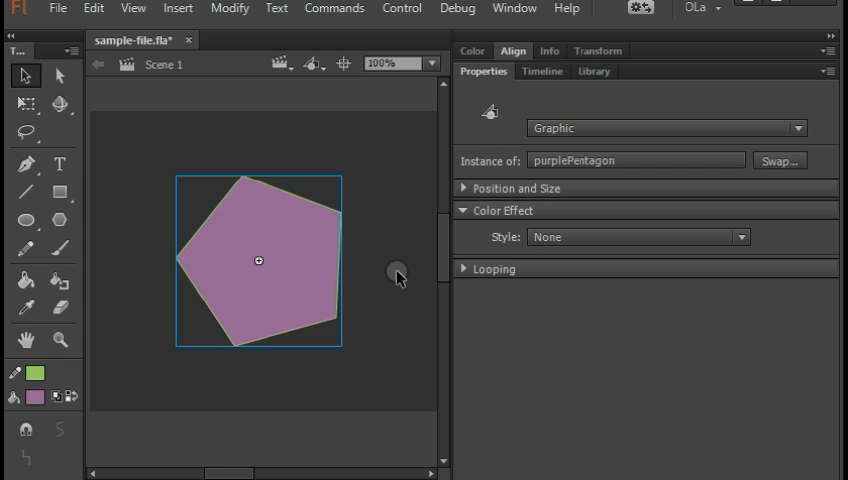 Fl File Edit View Insert Modify Text Commands Control Debug Window Help OLa
T...
sample-file.fla* ×
Scene 1
100%
Color Align Info Transform
Properties Timeline Library
Graphic
Instance of: purplePentagon Swap...
Position and Size
Color Effect
Style: None
Looping
T